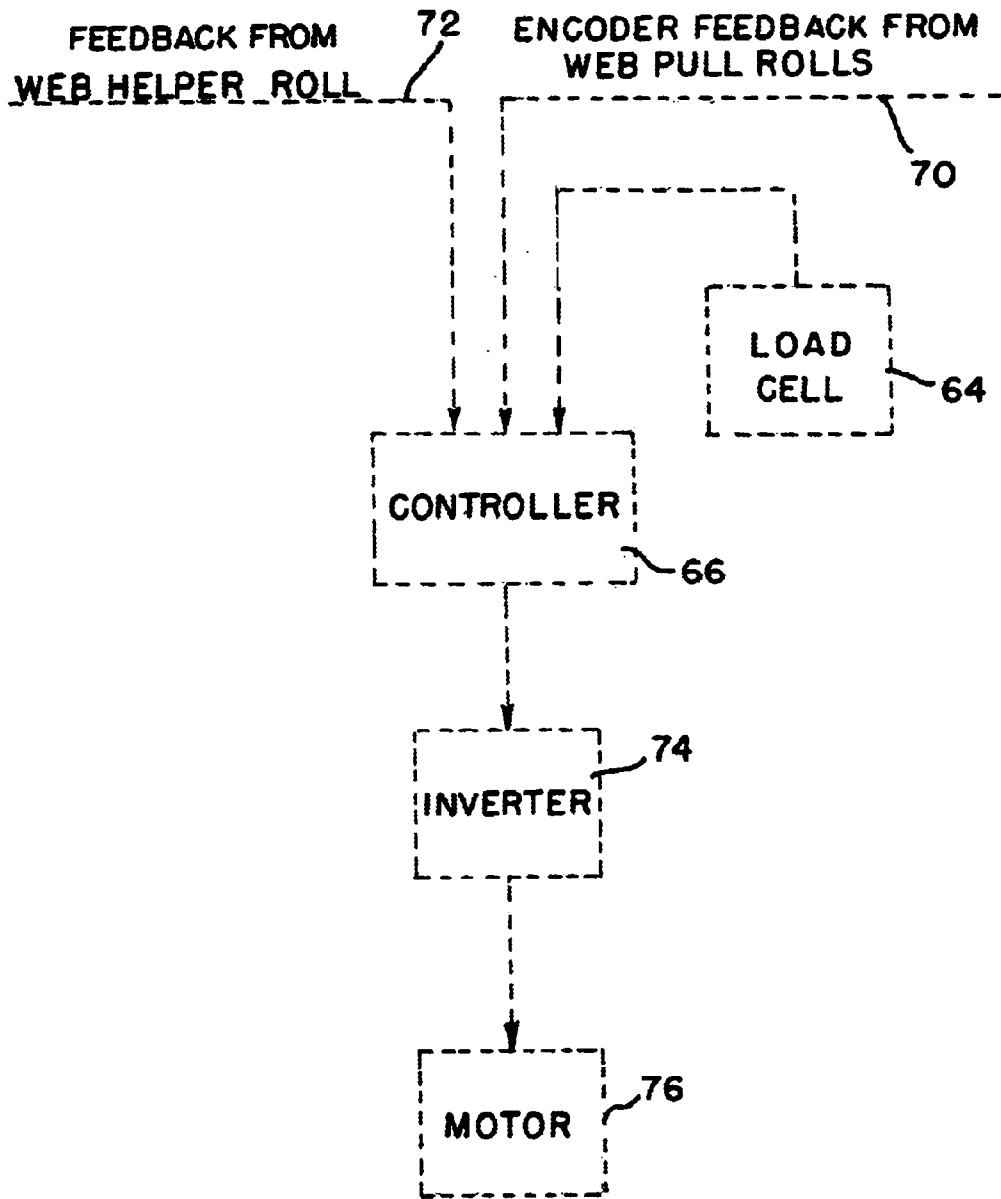 FEEDBACK FROM
WEB HELPER ROLL
72
ENCODER FEEDBACK FROM
WEB PULL ROLLS
70
LOAD
CELL
64
CONTROLLER
66
INVERTER
74
MOTOR
76